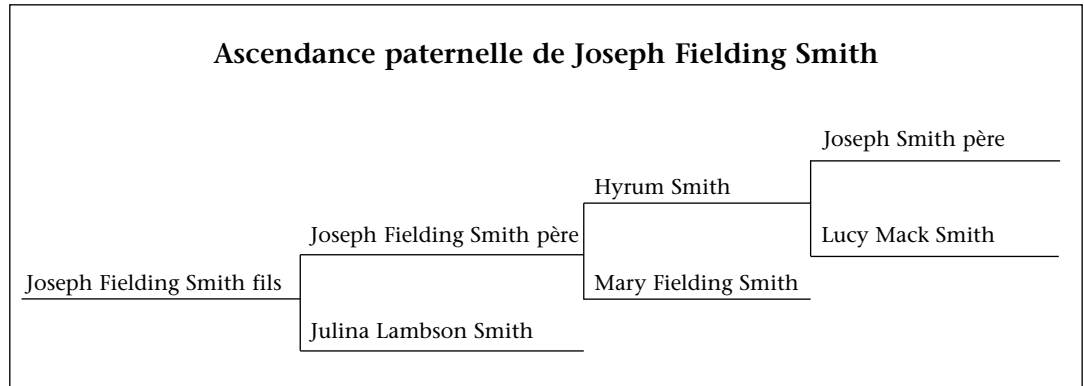 Ascendance paternelle de Joseph Fielding Smith
Joseph Smith père
Hyrum Smith
Joseph Fielding Smith père
Lucy Mack Smith
Joseph Fielding Smith fils
Mary Fielding Smith
Julina Lambson Smith